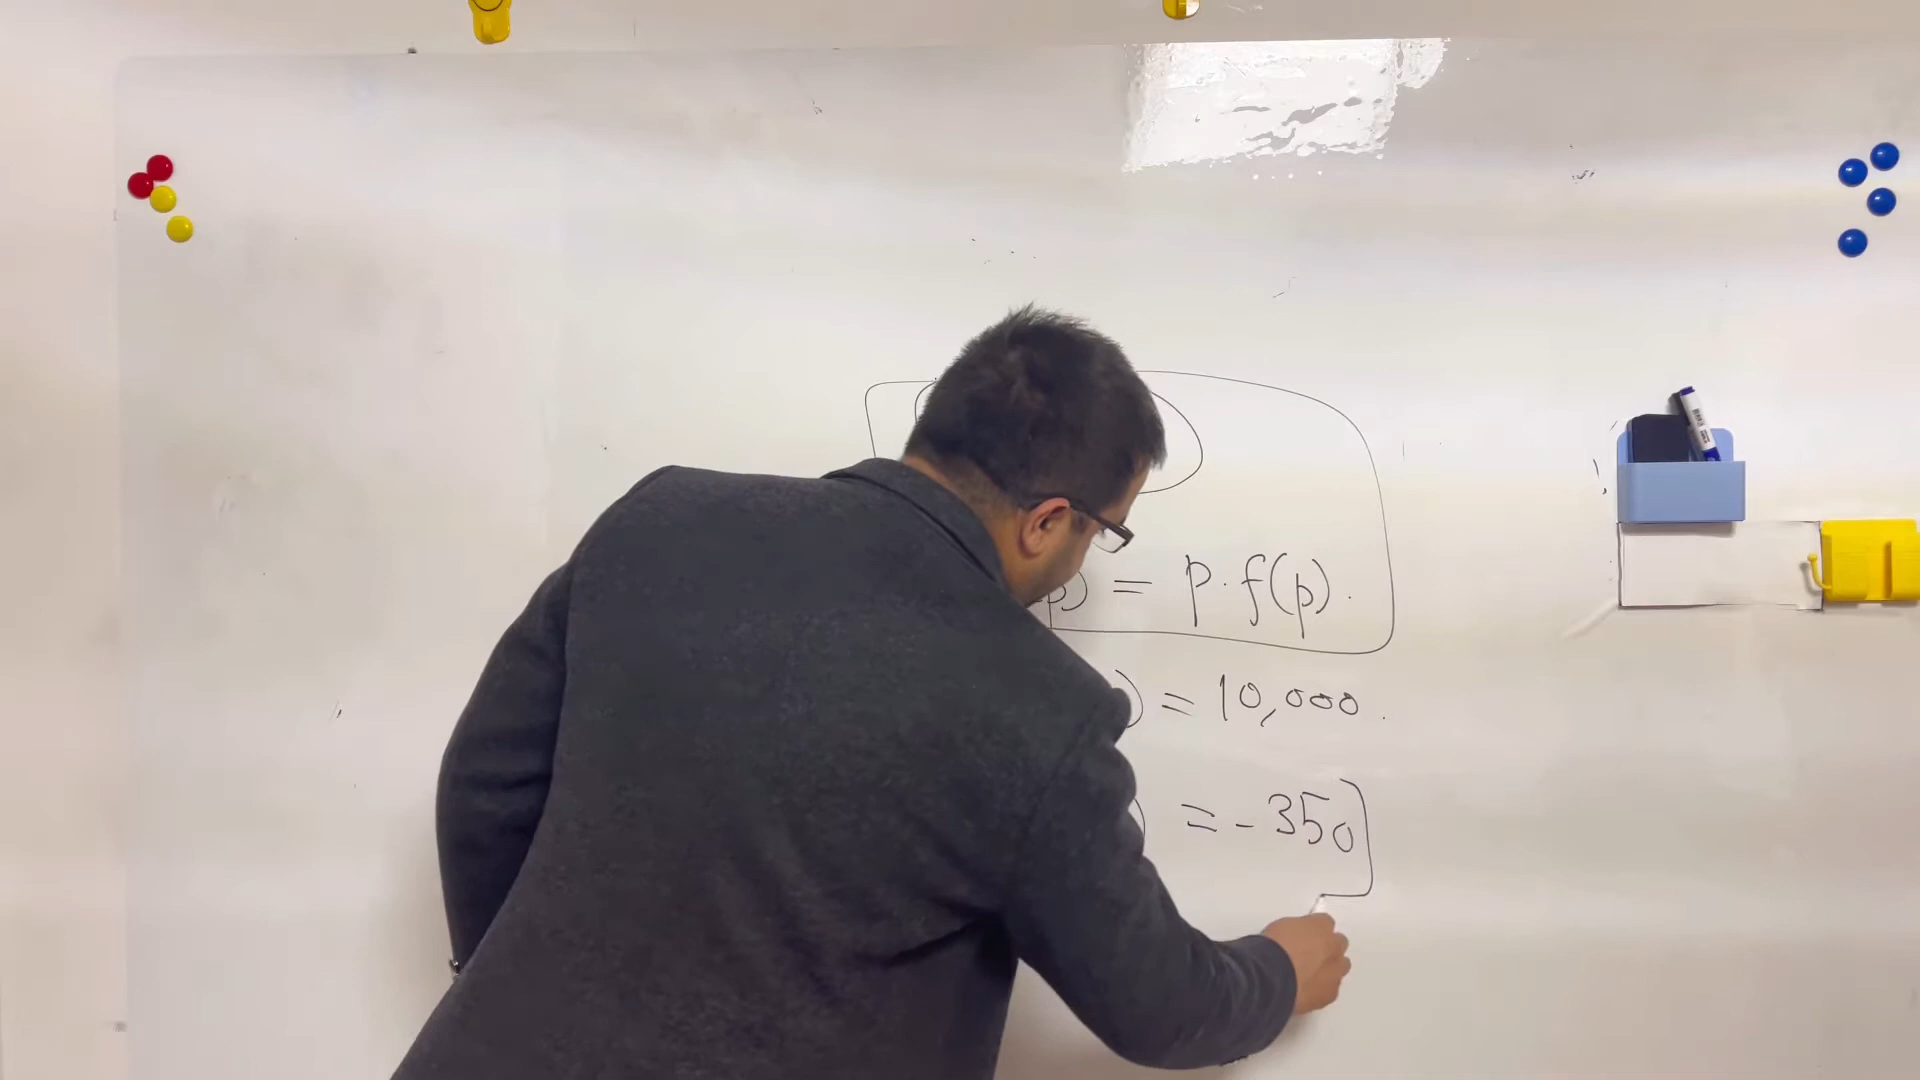 p) = p. f(p).
) = 10,000.
) = - 350